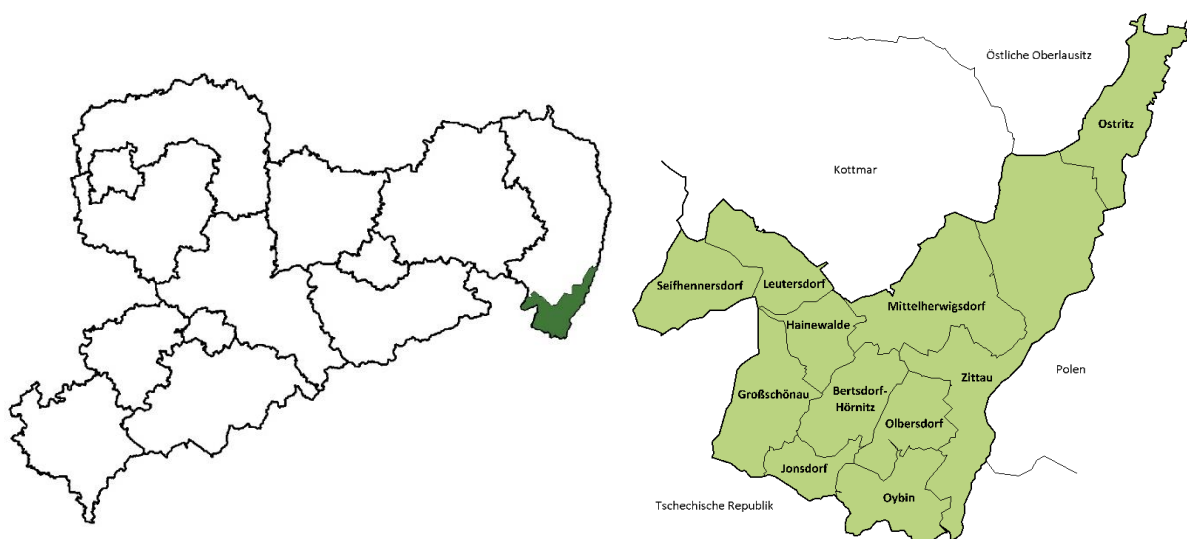 Östliche Oberlausitz
Ostritz
Kottmar
Seifhennersdorf
Leutersdorf
Mittelherwigsdorf
Hainewalde
Polen
Zittau
Großschönau
Bertsdorf-
Hörnitz
Olbersdorf
Jonsdorf
Oybin
Tschechische Republik